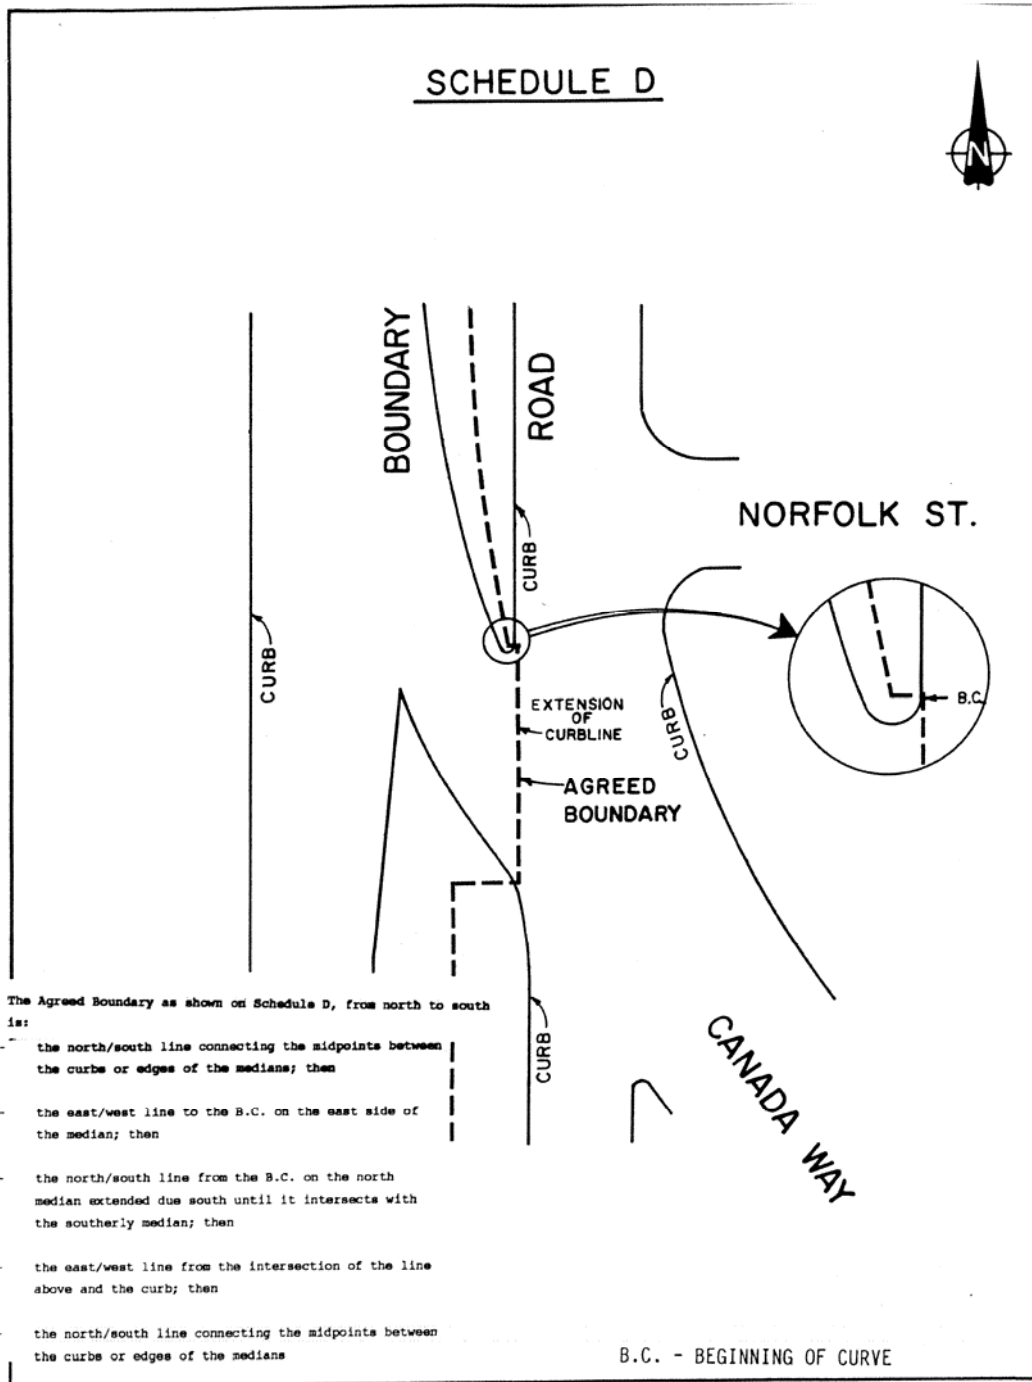 SCHEDULE D
N
BOUNDARY
ROAD
NORFOLK ST.
CURB
CURB
CURB
B.C.
EXTENSION
OF
CURBLINE
AGREED
BOUNDARY
The Agreed Boundary as shown on Schedule D, from north to south
is:
- the north/south line connecting the midpoints between
the curbs or edges of the medians; then
- the east/west line to the B.C. on the east side of
the median; then
- the north/south line from the B.C. on the north
median extended due south until it intersects with
the southerly median; then
- the east/west line from the intersection of the line
above and the curb; then
- the north/south line connecting the midpoints between
the curbs or edges of the medians
CURB
CANADA WAY
B.C. - BEGINNING OF CURVE